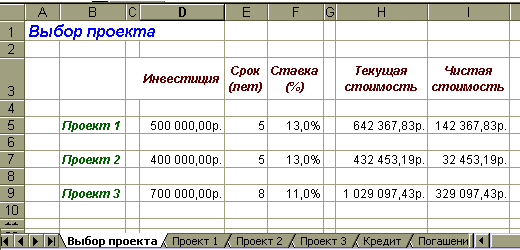 A B C D E F G H I
1 Выбор проекта
2
3 Инвестиция Срок (лет) Ставка (%) Текущая стоимость Чистая стоимость
4
5 Проект 1 500 000,00р. 5 13,0% 642 367,83р. 142 367,83р.
6
7 Проект 2 400 000,00р. 5 13,0% 432 453,19р. 32 453,19р.
8
9 Проект 3 700 000,00р. 8 11,0% 1 029 097,43р. 329 097,43р.
10
11
Выбор проекта Проект 1 Проект 2 Проект 3 Кредит Погашени